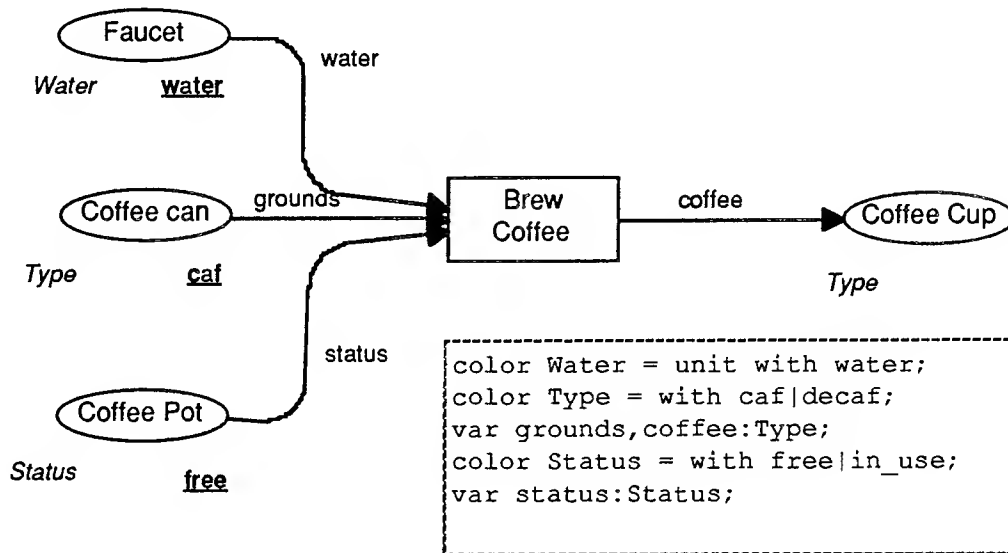 Faucet
water
Water water
Coffee can
grounds
Type caf
Brew
Coffee
coffee
Coffee Cup
Type
status
Coffee Pot
Status free
color Water = unit with water;
color Type = with caf|decaf;
var grounds,coffee:Type;
color Status = with free|in_use;
var status:Status;